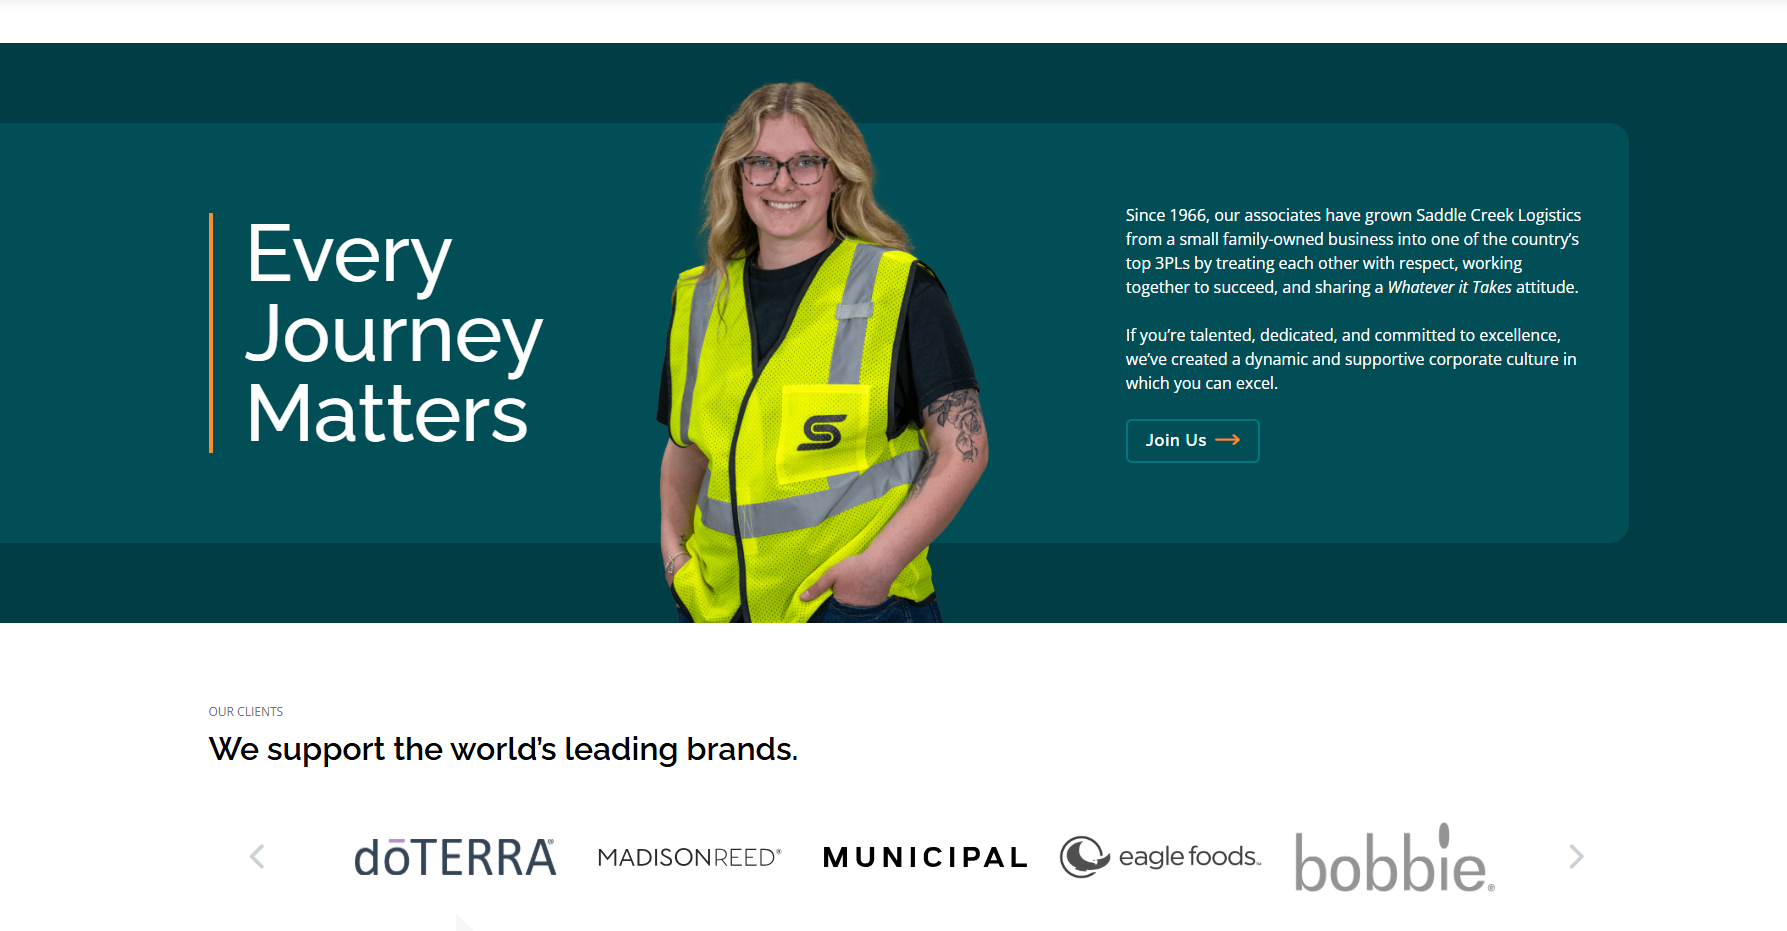 Every
Journey
Matters
Since 1966, our associates have grown Saddle Creek Logistics
from a small family-owned business into one of the country’s
top 3PLs by treating each other with respect, working
together to succeed, and sharing a Whatever it Takes attitude.
If you’re talented, dedicated, and committed to excellence,
we’ve created a dynamic and supportive corporate culture in
which you can excel.
Join Us
OUR CLIENTS
We support the world’s leading brands.
dōTERRA®
MADISONREED®
MUNICIPAL
eagle foods™
bobbie®